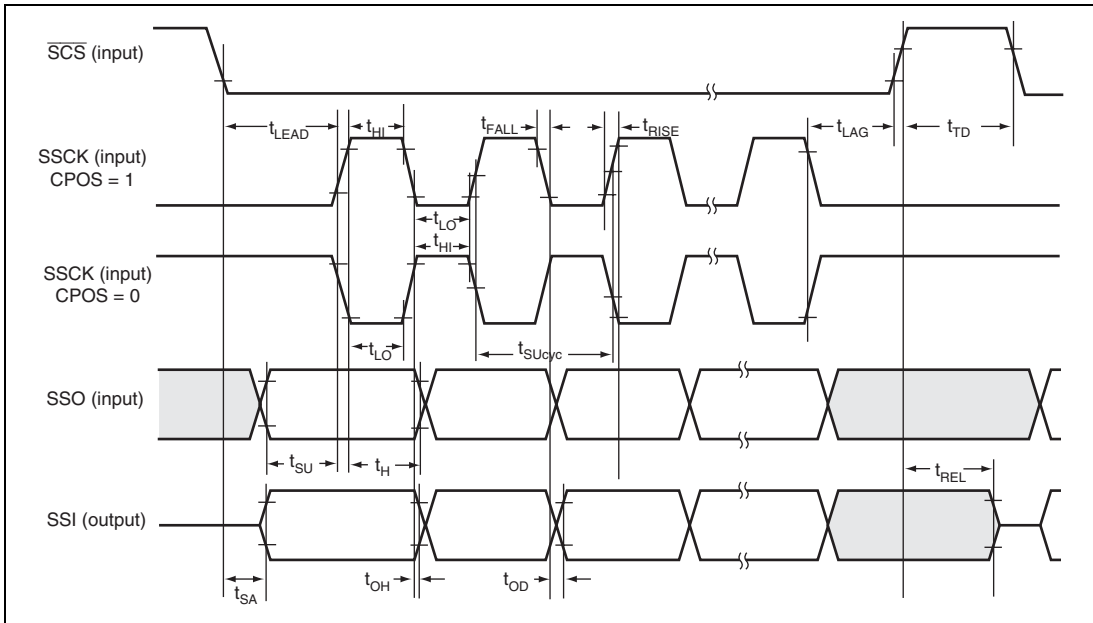 SCS (input)
tLEAD
tHI
tFALL
tRISE
tLAG
tTD
SSCK (input)
CPOS = 1
tLO
tHI
SSCK (input)
CPOS = 0
tLO
tSUcyc
SSO (input)
tSU
tH
tREL
SSI (output)
tSA
tOH
tOD